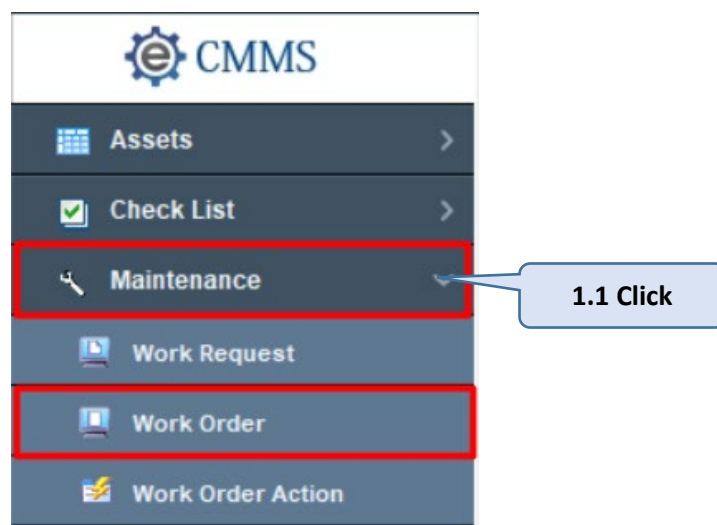 e CMMS
Assets
Check List
Maintenance
1.1 Click
Work Request
Work Order
Work Order Action